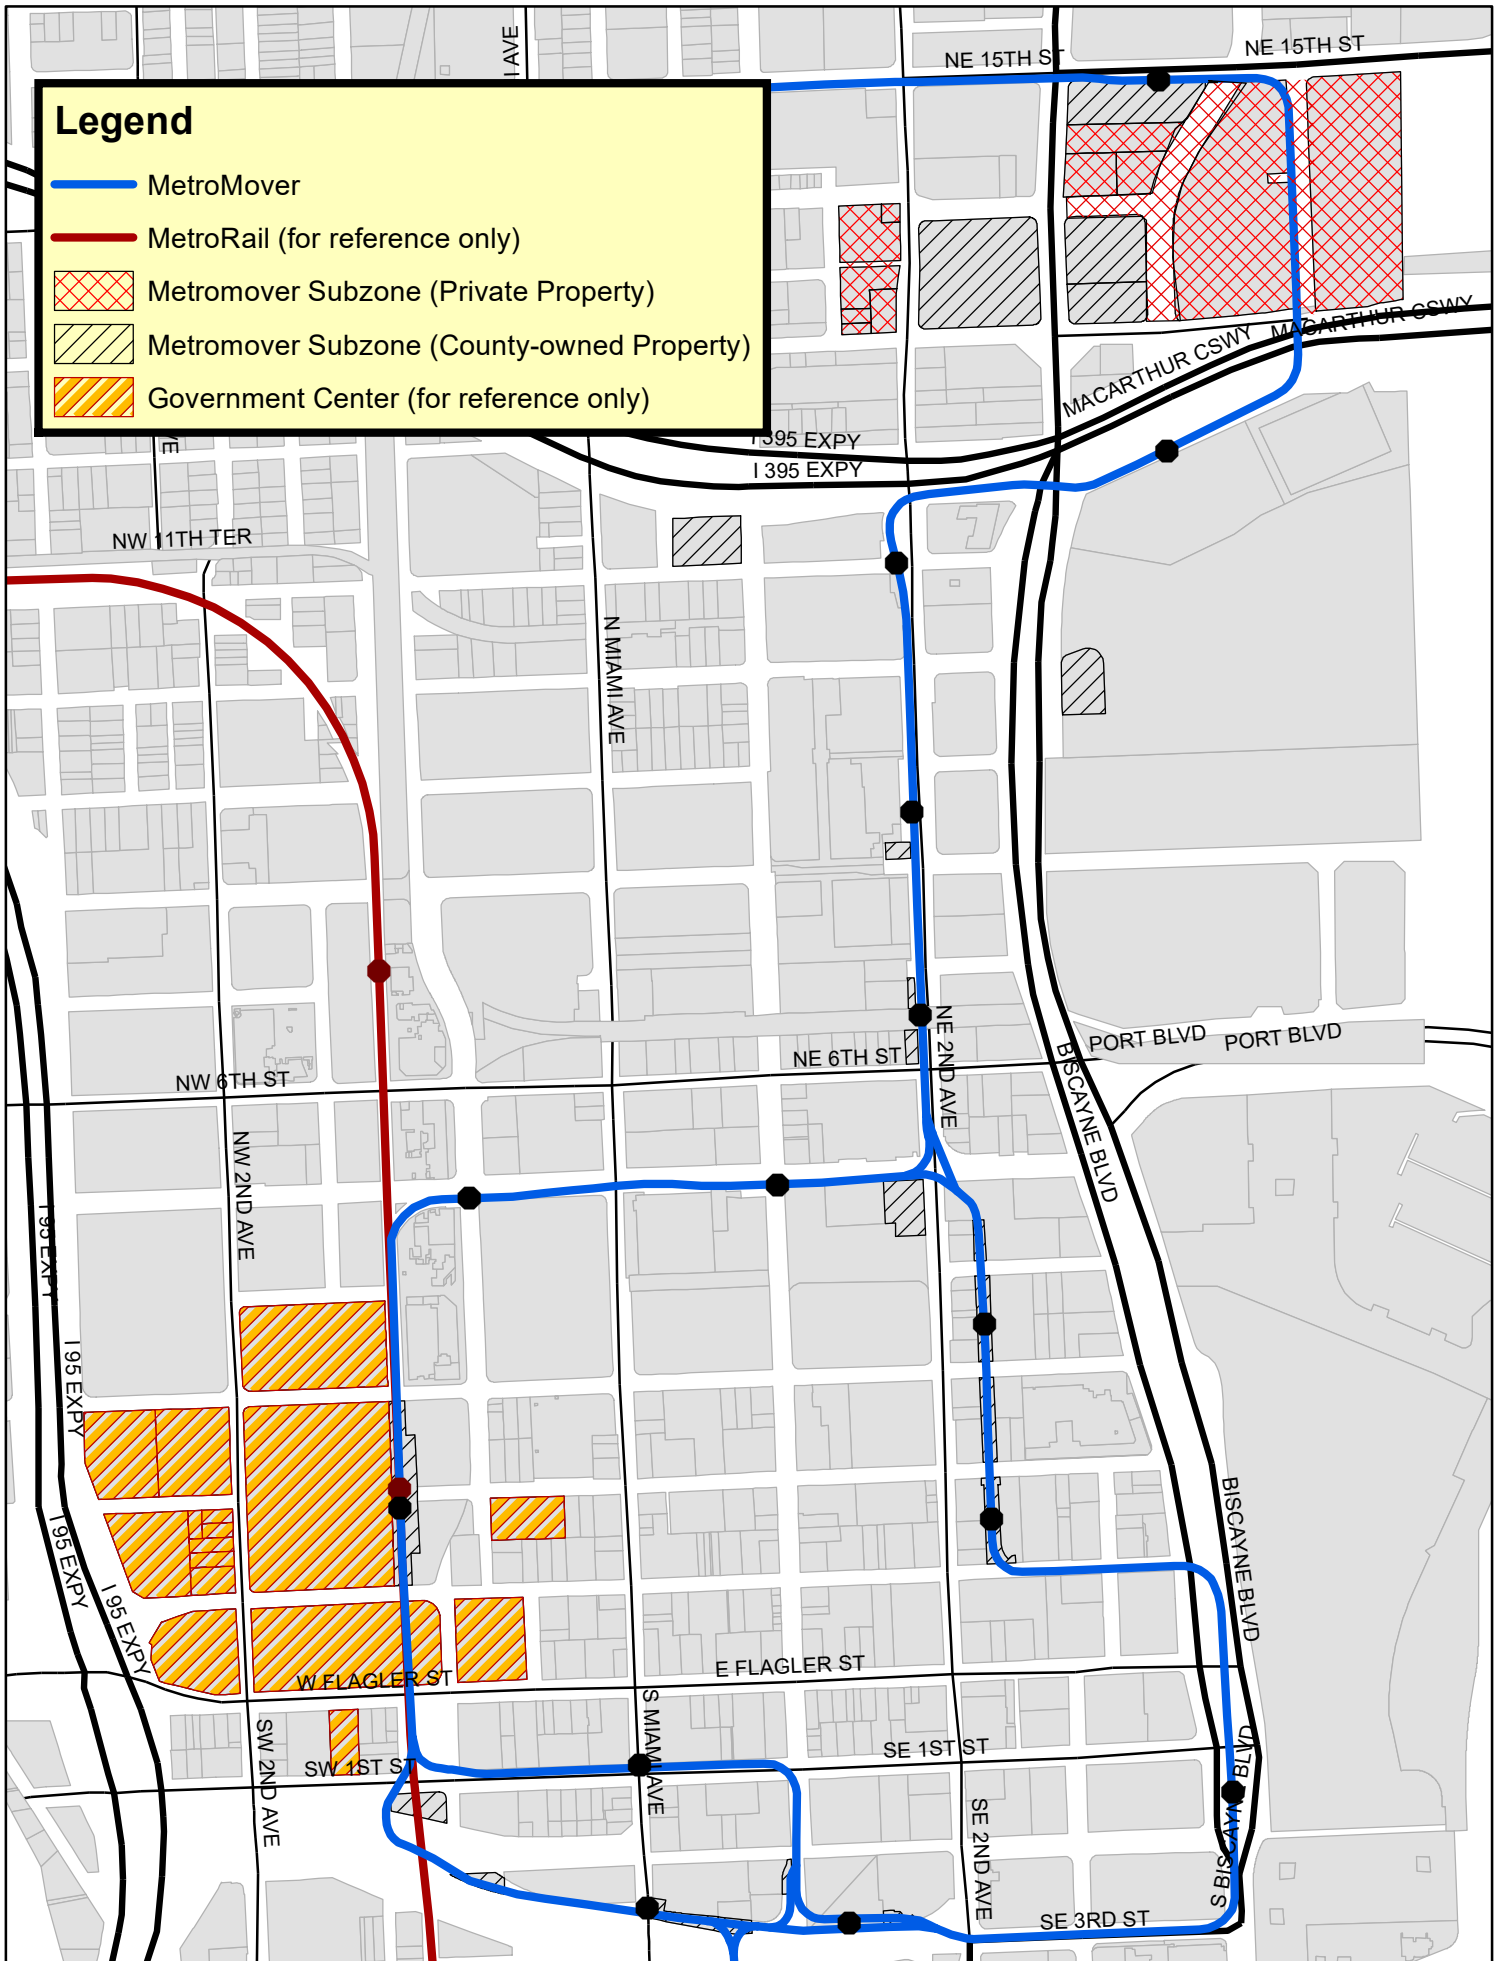 I AVE
NE 15TH ST
NE 15TH ST
Legend
MetroMover
MetroRail (for reference only)
Metromover Subzone (Private Property)
Metromover Subzone (County-owned Property)
Government Center (for reference only)
MACARTHUR CSWY
MACARTHUR CSWY
VE
I 395 EXPY
I 395 EXPY
NW 11TH TER
N MIAMI AVE
NE 2ND AVE
PORT BLVD
PORT BLVD
NE 6TH ST
NW 6TH ST
BISCAYNE BLVD
NW 2ND AVE
I 95 EXPY
I 95 EXPY
BISCAYNE BLVD
I 95 EXPY
I 95 EXPY
E FLAGLER ST
W FLAGLER ST
S MIAMI AVE
SW 2ND AVE
SE 1ST ST
SW 1ST ST
S BISCAYNE BLVD
SE 2ND AVE
SE 3RD ST